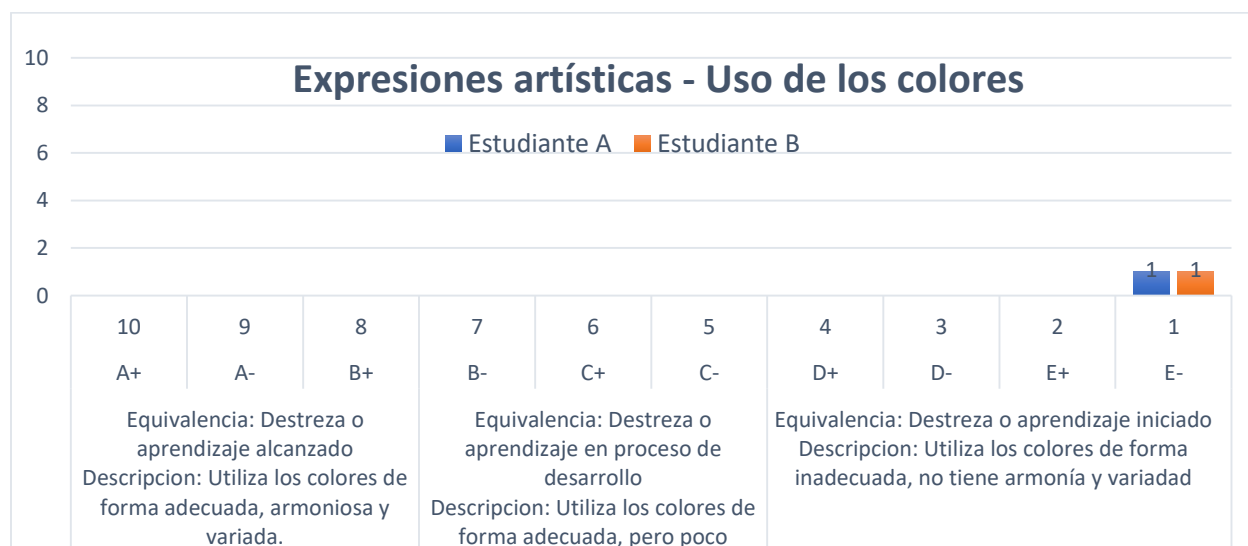 Expresiones artísticas - Uso de los colores
Estudiante A Estudiante B
10
8
6
4
2
0
1 1
10 9 8 7 6 5 4 3 2 1
A+ A- B+ B- C+ C- D+ D- E+ E-
Equivalencia: Destreza o
aprendizaje alcanzado
Descripcion: Utiliza los colores de
forma adecuada, armoniosa y
variada.
Equivalencia: Destreza o
aprendizaje en proceso de
desarrollo
Descripcion: Utiliza los colores de
forma adecuada, pero poco
Equivalencia: Destreza o aprendizaje iniciado
Descripcion: Utiliza los colores de forma
inadecuada, no tiene armonía y variadad